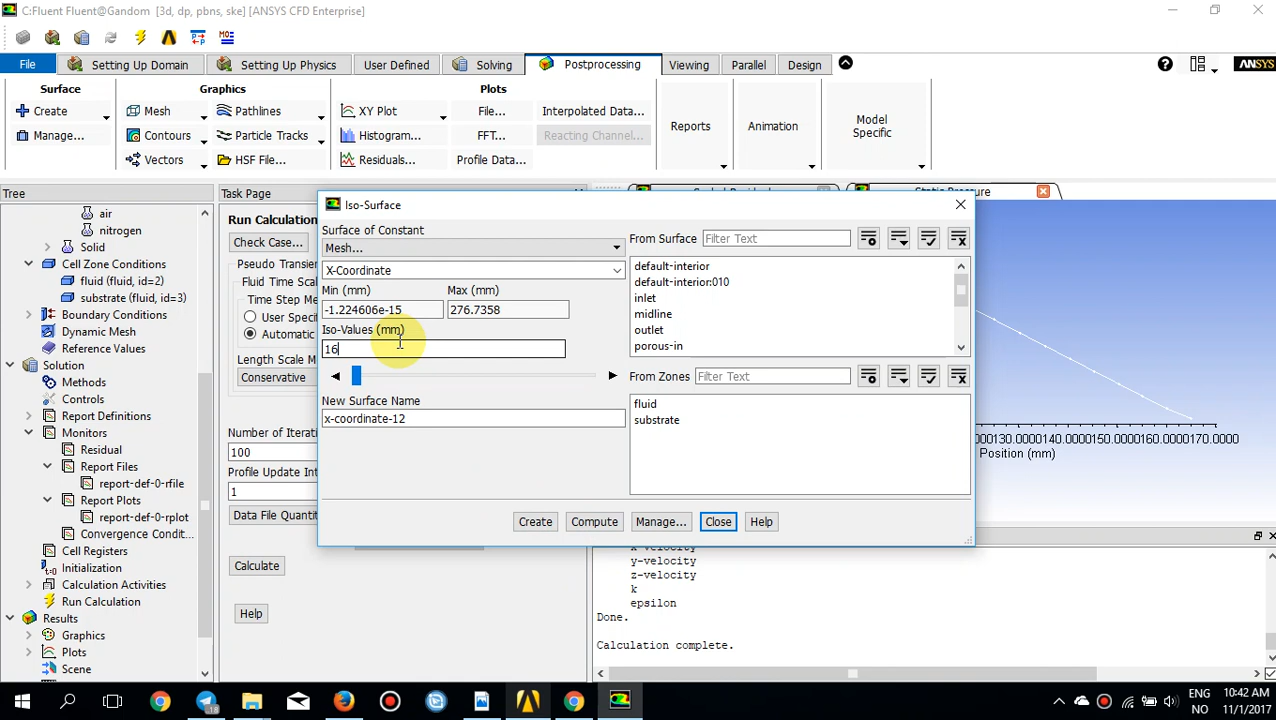 C:Fluent Fluent@Gandom [3d, dp, pbns, ske] [ANSYS CFD Enterprise]
File
Setting Up Domain
Setting Up Physics
User Defined
Solving
Postprocessing
Viewing
Parallel
Design
ANSYS
Surface
Graphics
Plots
Create
Mesh
Pathlines
XY Plot
File...
Interpolated Data...
Manage...
Contours
Particle Tracks
Histogram...
FFT...
Reacting Channel...
Reports
Animation
Model
Specific
Vectors
HSF File...
Residuals...
Profile Data...
Tree
air
nitrogen
Solid
Cell Zone Conditions
fluid (fluid, id=2)
substrate (fluid, id=3)
Boundary Conditions
Dynamic Mesh
Reference Values
Solution
Methods
Controls
Report Definitions
Monitors
Residual
Report Files
report-def-0-rfile
Report Plots
report-def-0-rplot
Convergence Condit...
Cell Registers
Initialization
Calculation Activities
Run Calculation
Results
Graphics
Plots
Scene
Task Page
Run Calculation
Check Case...
Pseudo Transien
Fluid Time Scal
Time Step Me
User Speci
Automatic
Length Scale M
Conservative
Number of Iterati
100
Profile Update Int
1
Data File Quantit
Calculate
Help
Static Pressure
Iso-Surface
Surface of Constant
Mesh...
X-Coordinate
Min (mm)
Max (mm)
-1.224606e-15
276.7358
Iso-Values (mm)
16
New Surface Name
x-coordinate-12
From Surface
Filter Text
default-interior
default-interior:010
inlet
midline
outlet
porous-in
From Zones
Filter Text
fluid
substrate
Create
Compute
Manage...
Close
Help
0000130.0000140.0000150.0000160.0000170.0000
Position (mm)
x-velocity
y-velocity
z-velocity
k
epsilon
Done.
Calculation complete.
ENG
NO
10:42 AM
11/1/2017